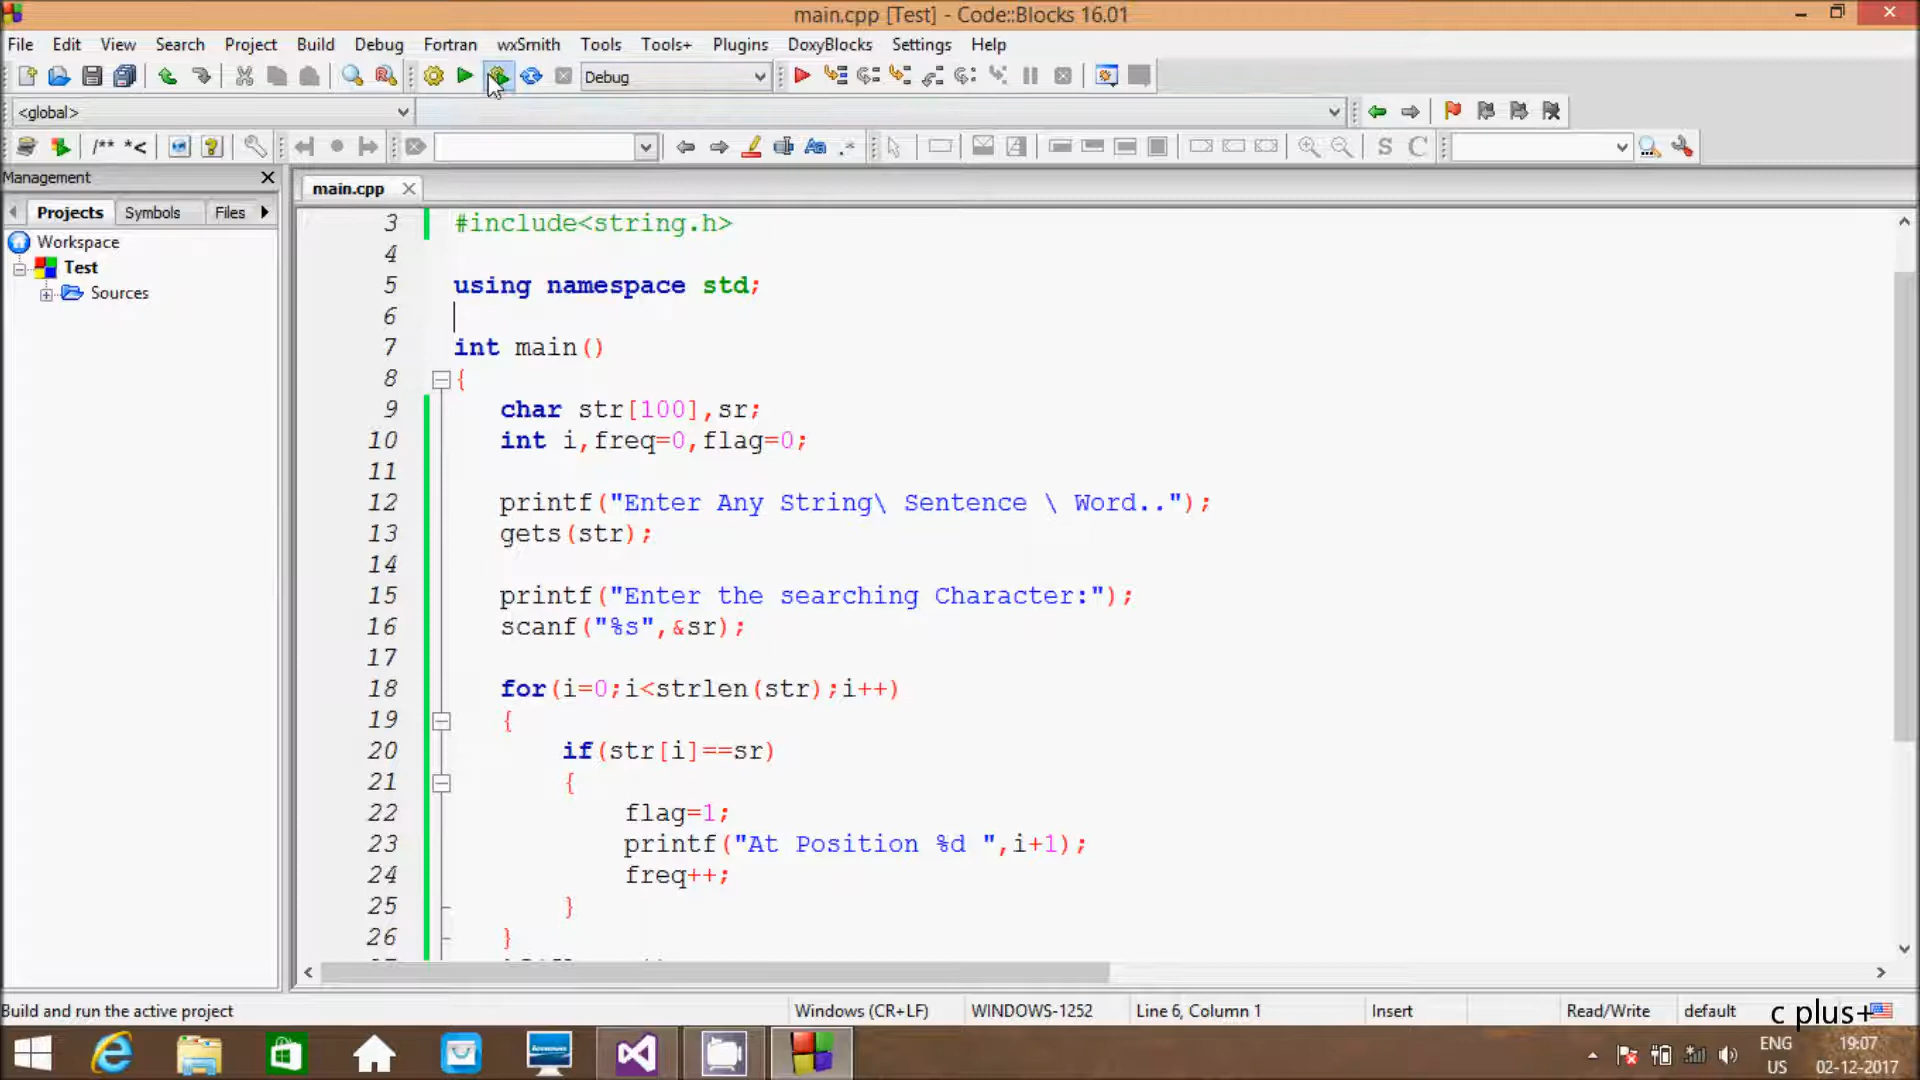 main.cpp [Test] - Code::Blocks 16.01
File Edit View Search Project Build Debug Fortran wxSmith Tools Tools+ Plugins DoxyBlocks Settings Help
Debug
<global>
/** *<
Aa .*
S C
Management
main.cpp
Projects Symbols Files
Workspace
Test
Sources
3 #include<string.h>
4
5 using namespace std;
6
7 int main()
8 {
9 char str[100],sr;
10 int i,freq=0,flag=0;
11
12 printf("Enter Any String\ Sentence \ Word..");
13 gets(str);
14
15 printf("Enter the searching Character:");
16 scanf("%s",&sr);
17
18 for(i=0;i<strlen(str);i++)
19 {
20 if(str[i]==sr)
21 {
22 flag=1;
23 printf("At Position %d ",i+1);
24 freq++;
25 }
26 }
Build and run the active project
Windows (CR+LF) WINDOWS-1252 Line 6, Column 1 Insert Read/Write default
c plus+
ENG
US
19:07
02-12-2017